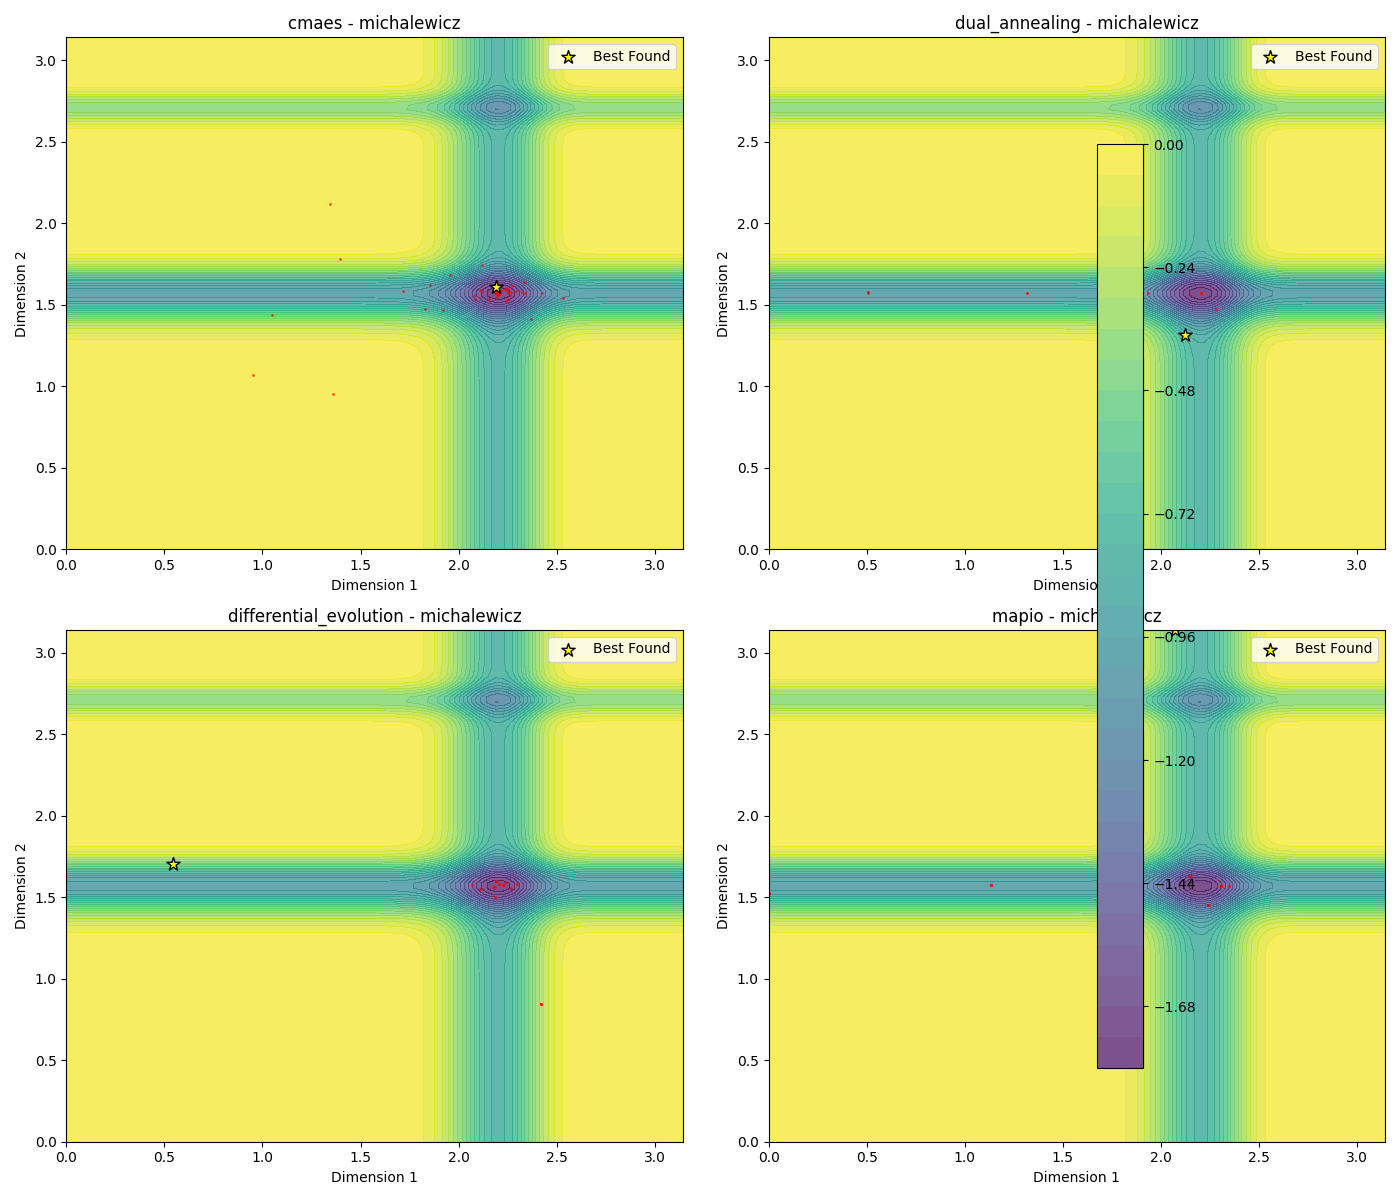 cmaes - michalewicz
Best Found
3.0
2.5
2.0
1.5
1.0
0.5
0.0
Dimension 2
0.0 0.5 1.0 1.5 2.0 2.5 3.0
Dimension 1
dual_annealing - michalewicz
Best Found
3.0
2.5
2.0
1.5
1.0
0.5
0.0
Dimension 2
0.0 0.5 1.0 1.5 2.0 2.5 3.0
Dimensio
differential_evolution - michalewicz
Best Found
3.0
2.5
2.0
1.5
1.0
0.5
0.0
Dimension 2
0.0 0.5 1.0 1.5 2.0 2.5 3.0
Dimension 1
mapio - mich cz
Best Found
3.0
2.5
2.0
1.5
1.0
0.5
0.0
Dimension 2
0.0 0.5 1.0 1.5 2.0 2.5 3.0
Dimension 1
0.00
−0.24
−0.48
−0.72
−0.96
−1.20
−1.44
−1.68